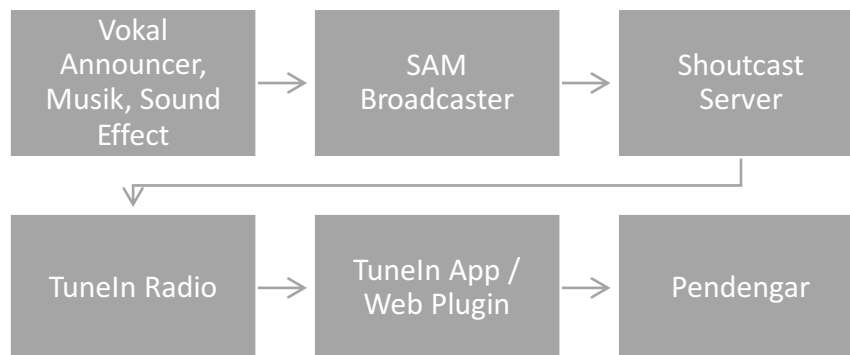 Vokal
Announcer,
Musik, Sound
Effect
SAM
Broadcaster
Shoutcast
Server
TuneIn Radio
TuneIn App /
Web Plugin
Pendengar